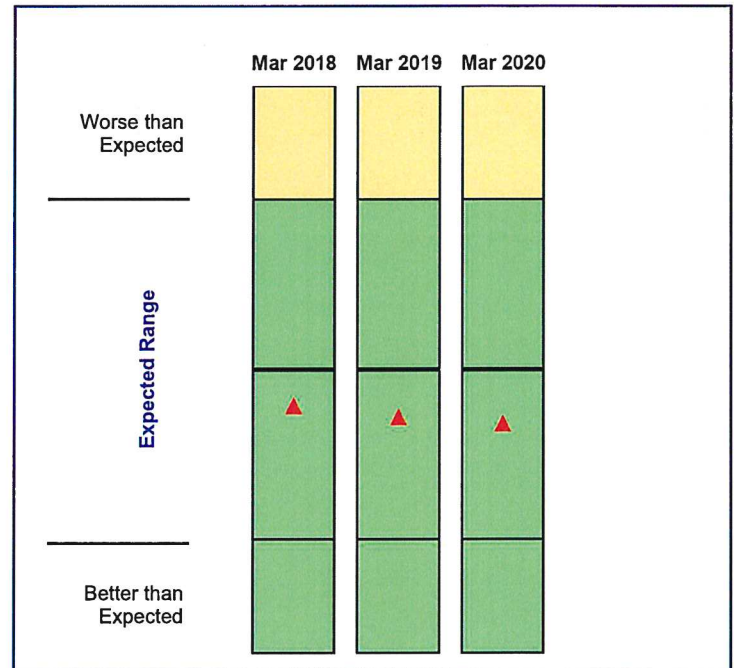 Mar 2018 Mar 2019 Mar 2020
Worse than
Expected
Expected Range
Better than
Expected